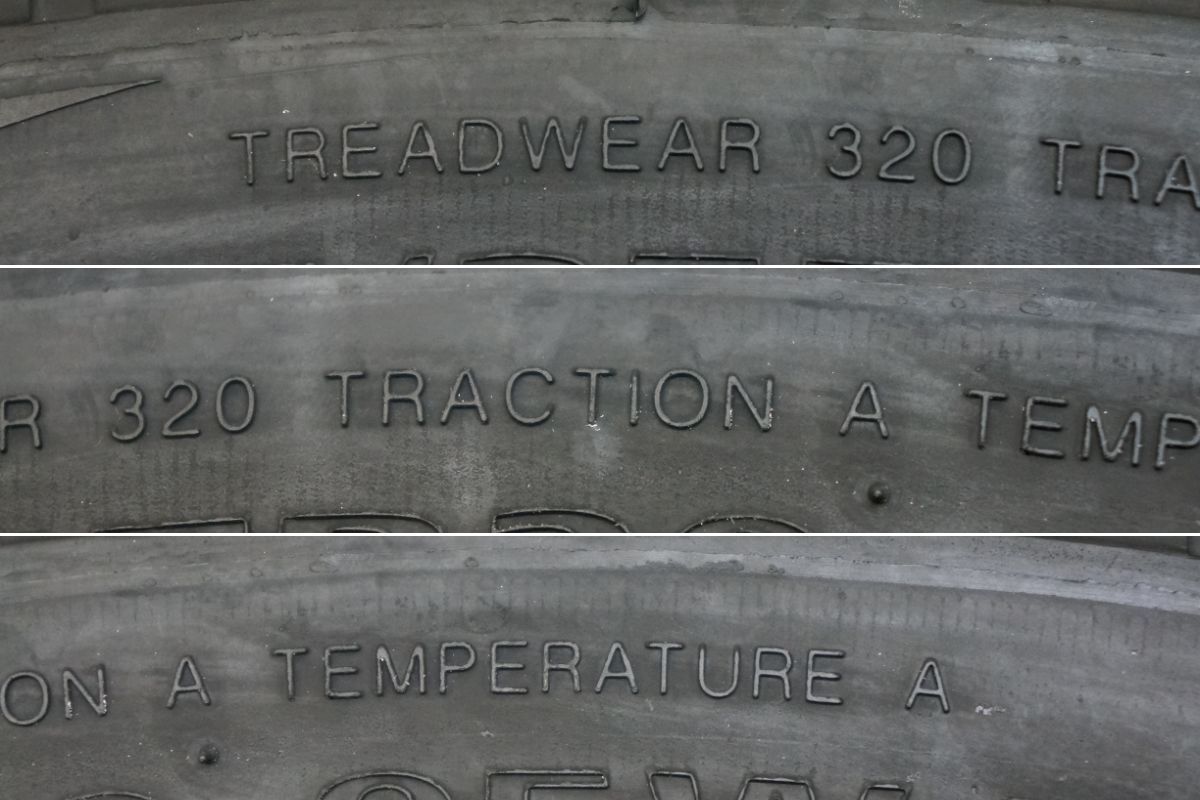 TREADWEAR 320 TRA
R 320 TRACTION A TEMP
ON A TEMPERATURE A